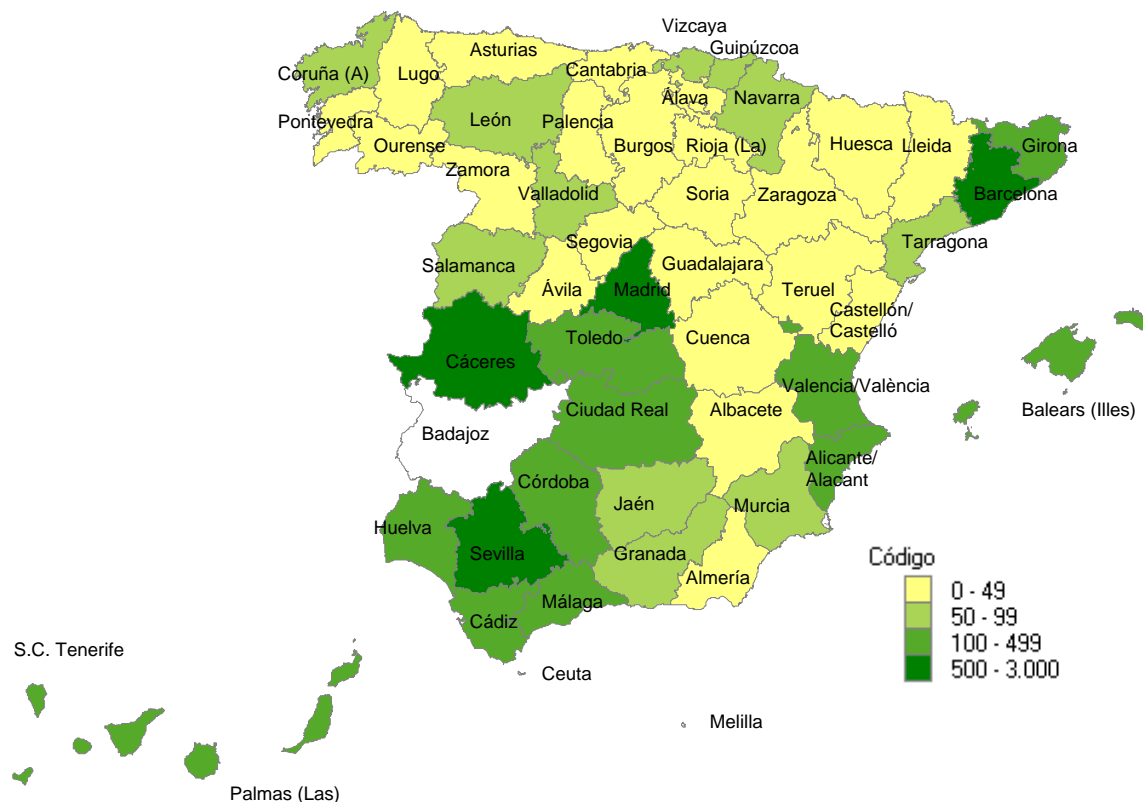 Vizcaya
Guipúzcoa
Asturias
Cantabria
Coruña (A)
Lugo
Álava
Navarra
León
Palencia
Pontevedra
Ourense
Burgos
Rioja (La)
Huesca
Lleida
Girona
Zamora
Valladolid
Soria
Zaragoza
Barcelona
Segovia
Tarragona
Salamanca
Guadalajara
Ávila
Madrid
Teruel
Castellón/
Castelló
Toledo
Cuenca
Cáceres
Valencia/València
Ciudad Real
Albacete
Balears (Illes)
Badajoz
Alicante/
Alacant
Córdoba
Jaén
Murcia
Huelva
Sevilla
Granada
Almería
Málaga
Cádiz
Código
0 - 49
50 - 99
100 - 499
500 - 3.000
S.C. Tenerife
Ceuta
Melilla
Palmas (Las)